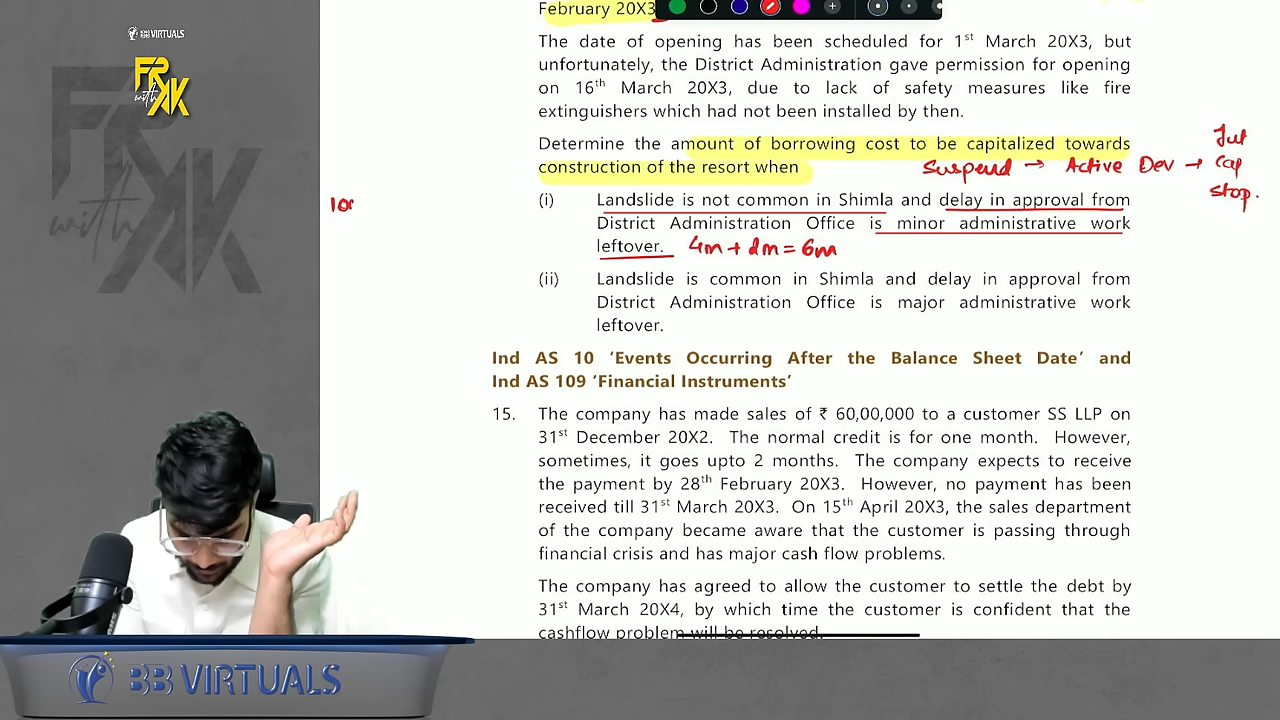 BB VIRTUALS
FR
with AK
FR
with
AK
February 20X3
The date of opening has been scheduled for 1st March 20X3, but
unfortunately, the District Administration gave permission for opening
on 16th March 20X3, due to lack of safety measures like fire
extinguishers which had not been installed by then.
Determine the amount of borrowing cost to be capitalized towards
construction of the resort when
Suspend → Active Dev → Int
cap
stop.
(i) Landslide is not common in Shimla and delay in approval from
District Administration Office is minor administrative work
leftover. 4m + 2m = 6m
(ii) Landslide is common in Shimla and delay in approval from
District Administration Office is major administrative work
leftover.
Ind AS 10 ‘Events Occurring After the Balance Sheet Date’ and
Ind AS 109 ‘Financial Instruments’
15. The company has made sales of ₹ 60,00,000 to a customer SS LLP on
31st December 20X2. The normal credit is for one month. However,
sometimes, it goes upto 2 months. The company expects to receive
the payment by 28th February 20X3. However, no payment has been
received till 31st March 20X3. On 15th April 20X3, the sales department
of the company became aware that the customer is passing through
financial crisis and has major cash flow problems.
The company has agreed to allow the customer to settle the debt by
31st March 20X4, by which time the customer is confident that the
cashflow problem will be resolved.
BB VIRTUALS